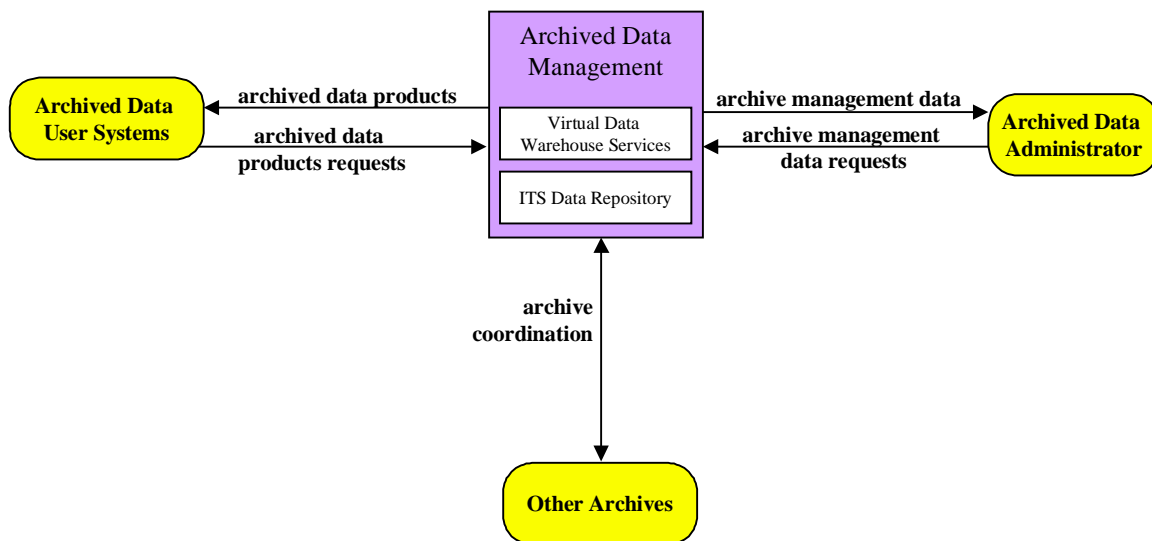 Archived Data
Management
Virtual Data
Warehouse Services
ITS Data Repository
Archived Data
User Systems
archived data products
archived data
products requests
archive management data
archive management
data requests
Archived Data
Administrator
archive
coordination
Other Archives